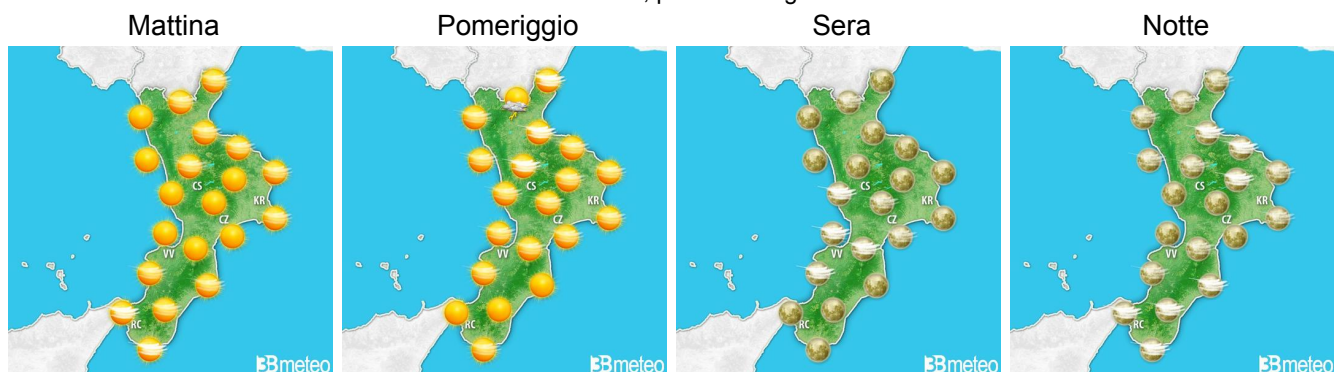 Mattina
Pomeriggio
Sera
Notte
CS
KR
CZ
VV
RC
3Bmeteo
CS
KR
CZ
VV
RC
3Bmeteo
CS
KR
CZ
VV
RC
3Bmeteo
CS
KR
CZ
VV
RC
3Bmeteo